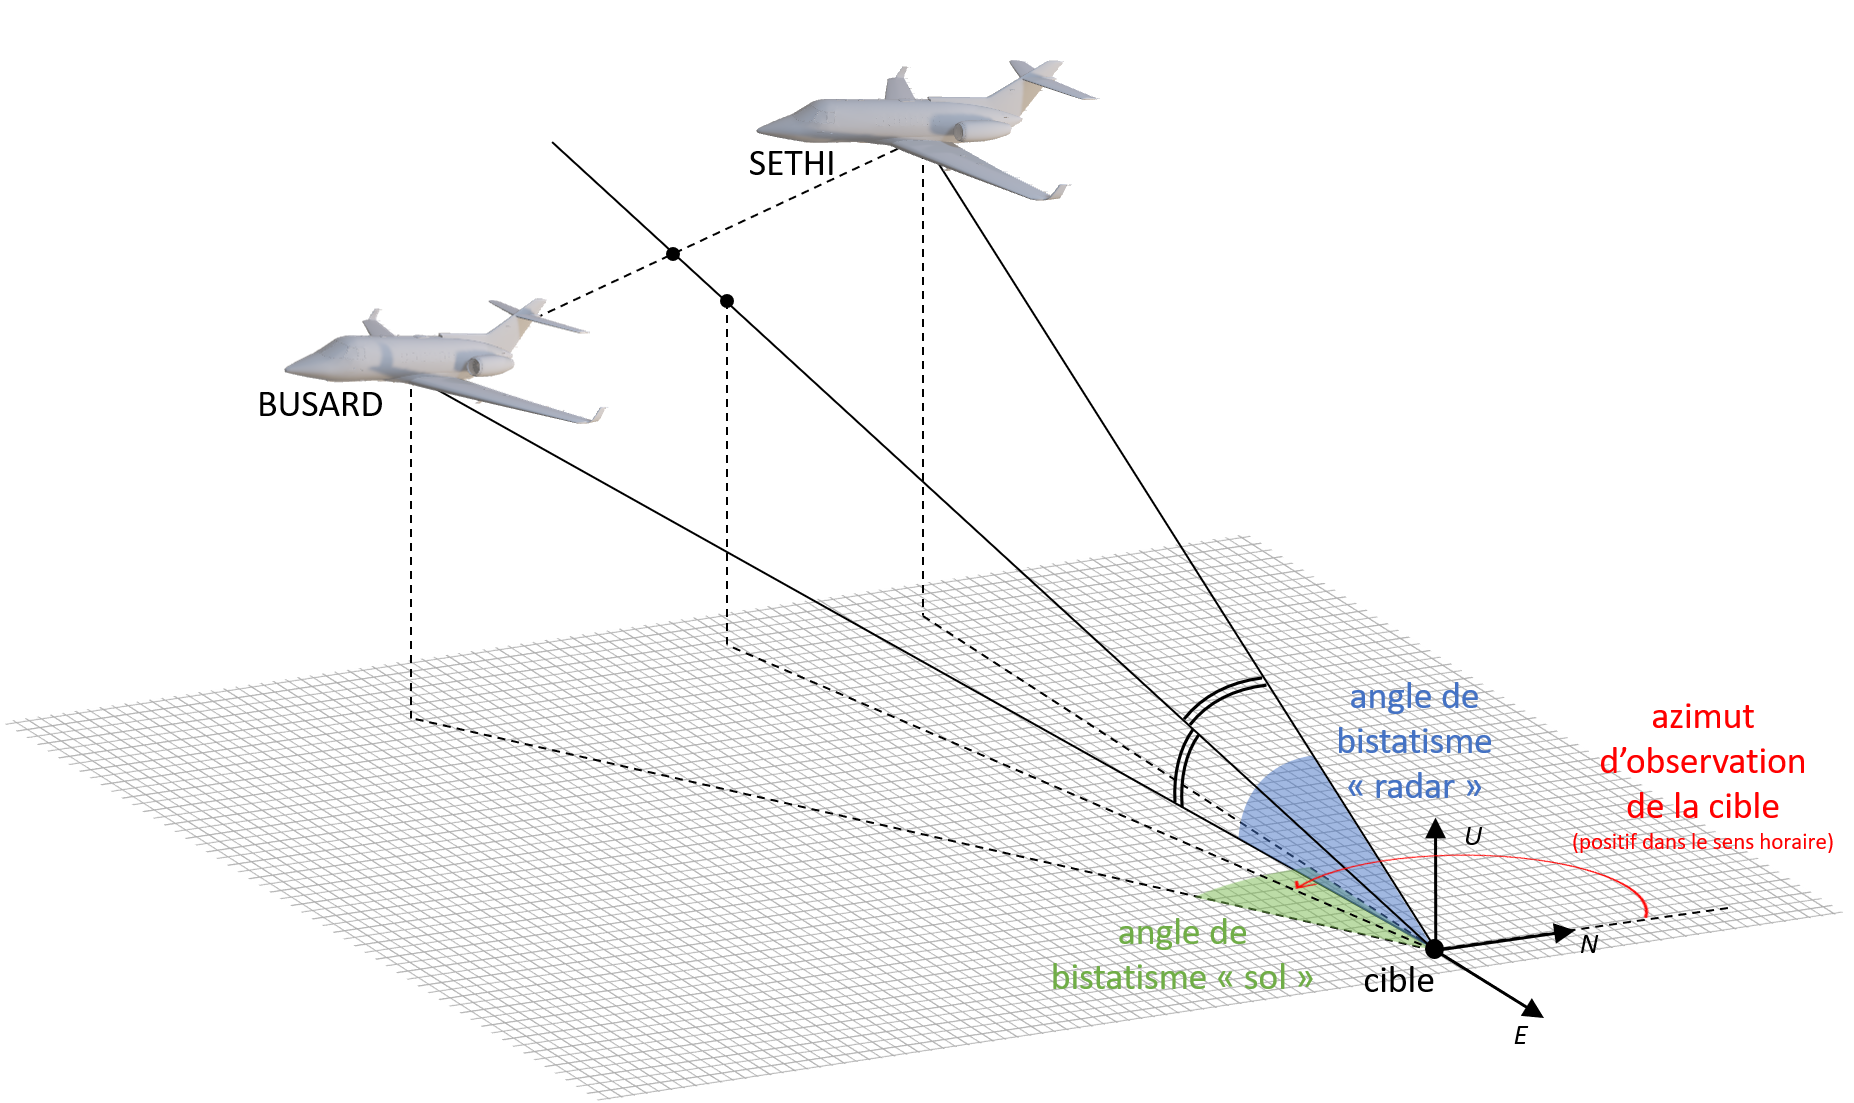 SETHI
BUSARD
angle de
bistatisme
« radar »
azimut
d’observation
de la cible
(positif dans le sens horaire)
U
N
angle de
bistatisme « sol »
cible
E